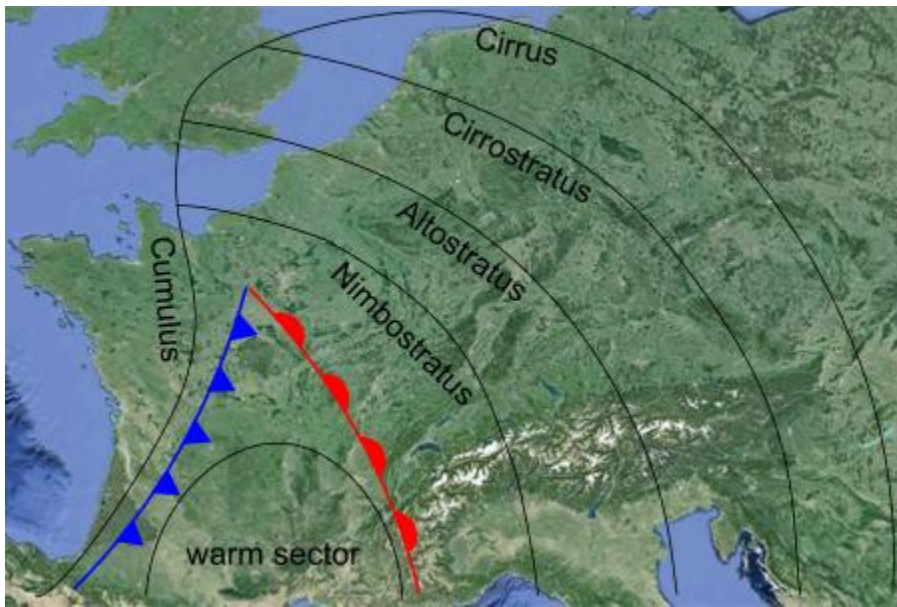 Cirrus
Cirrostratus
Altostratus
Nimbostratus
Cumulus
warm sector